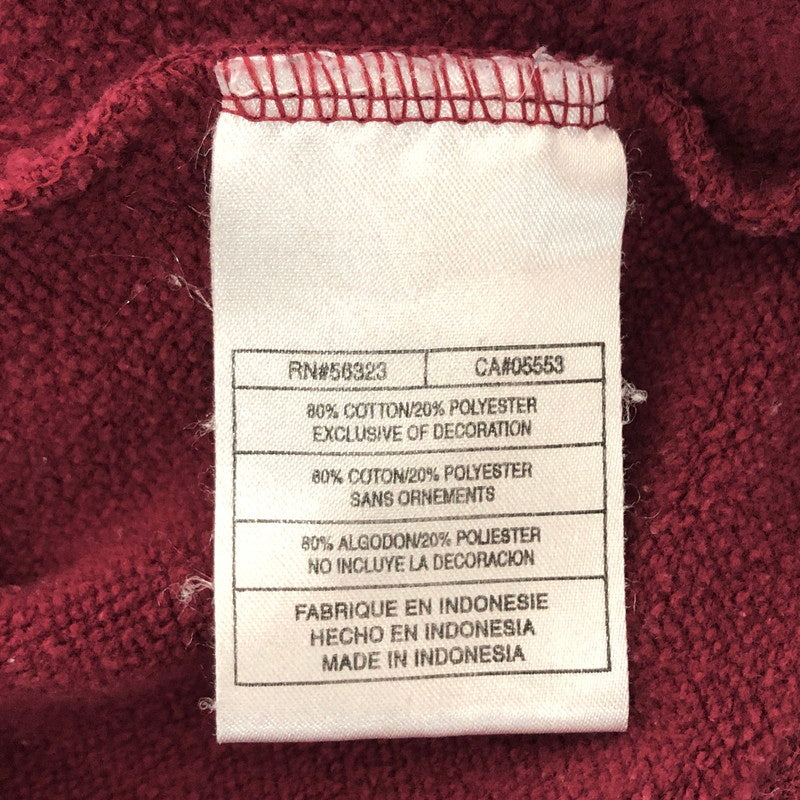 RN#56323 CA#05553
80% COTTON/20% POLYESTER
EXCLUSIVE OF DECORATION
80% COTON/20% POLYESTER
SANS ORNEMENTS
80% ALGODON/20% POLIESTER
NO INCLUYE LA DECORACION
FABRIQUE EN INDONESIE
HECHO EN INDONESIA
MADE IN INDONESIA